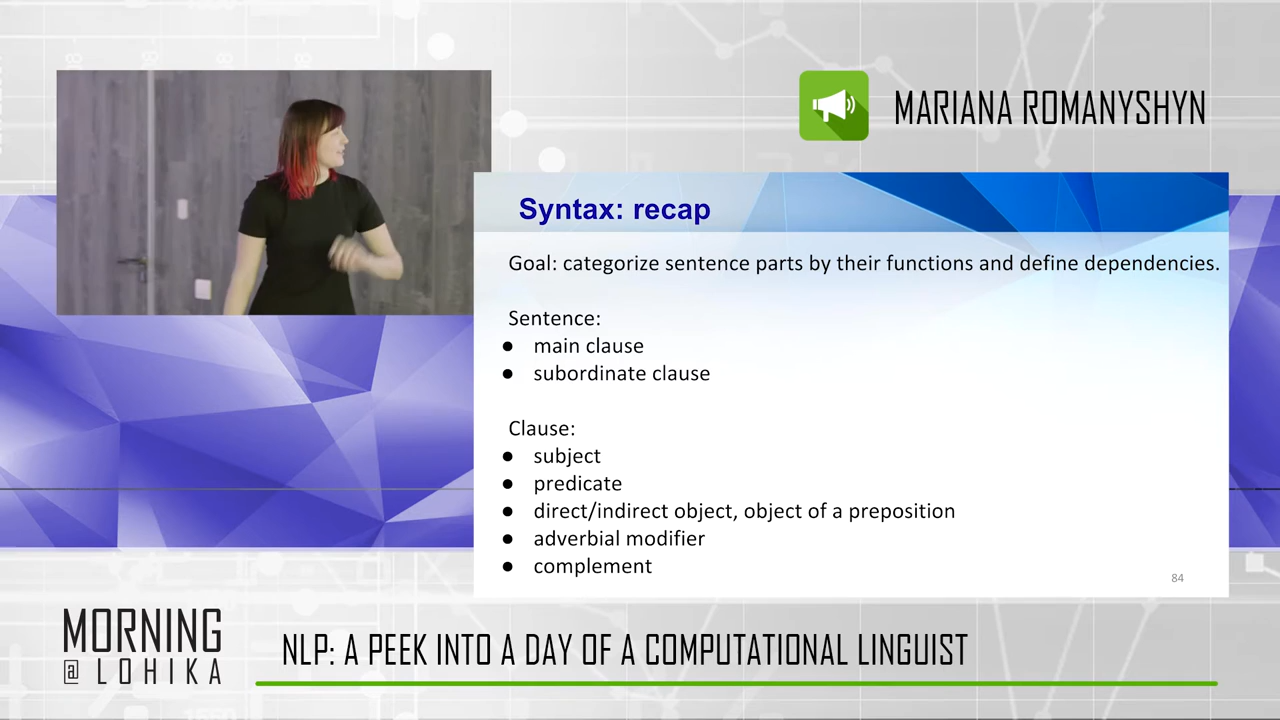 MARIANA ROMANYSHYN
Syntax: recap
Goal: categorize sentence parts by their functions and define dependencies.
Sentence:
● main clause
● subordinate clause
Clause:
● subject
● predicate
● direct/indirect object, object of a preposition
● adverbial modifier
● complement
84
MORNING
@ LOHIKA
NLP: A PEEK INTO A DAY OF A COMPUTATIONAL LINGUIST